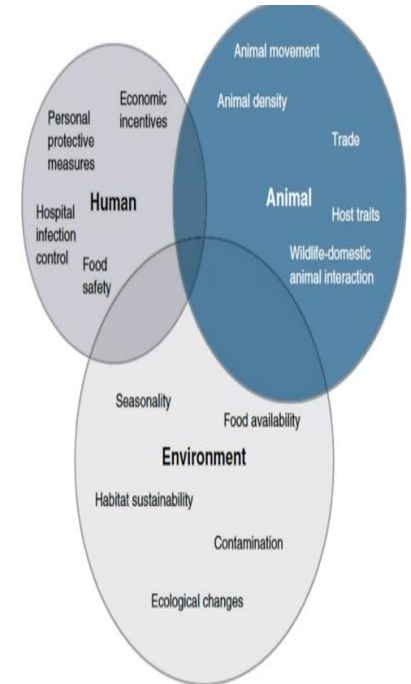 Animal movement
Economic
incentives
Animal density
Personal
protective
measures
Trade
Human
Animal
Hospital
infection
control
Host traits
Food
safety
Wildlife-domestic
animal interaction
Seasonality
Food availability
Environment
Habitat sustainability
Contamination
Ecological changes